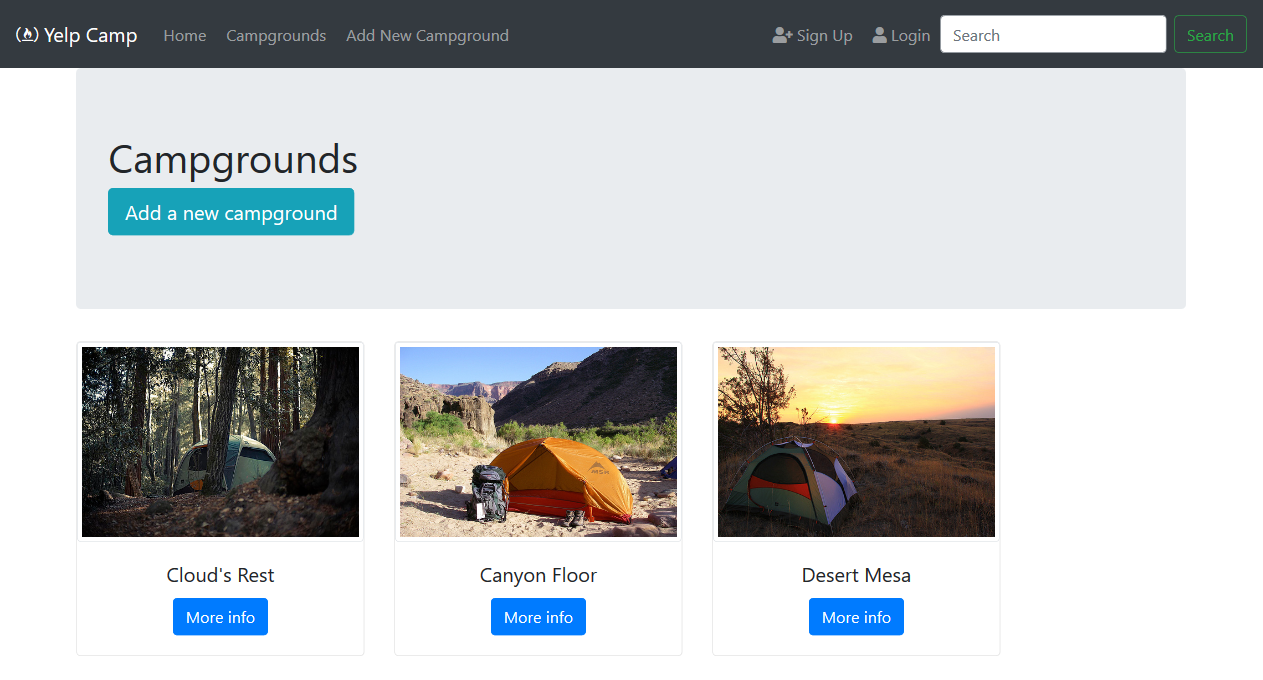 Yelp Camp Home Campgrounds Add New Campground Sign Up Login Search Search
Campgrounds
Add a new campground
MSR
Cloud's Rest Canyon Floor Desert Mesa
More info More info More info